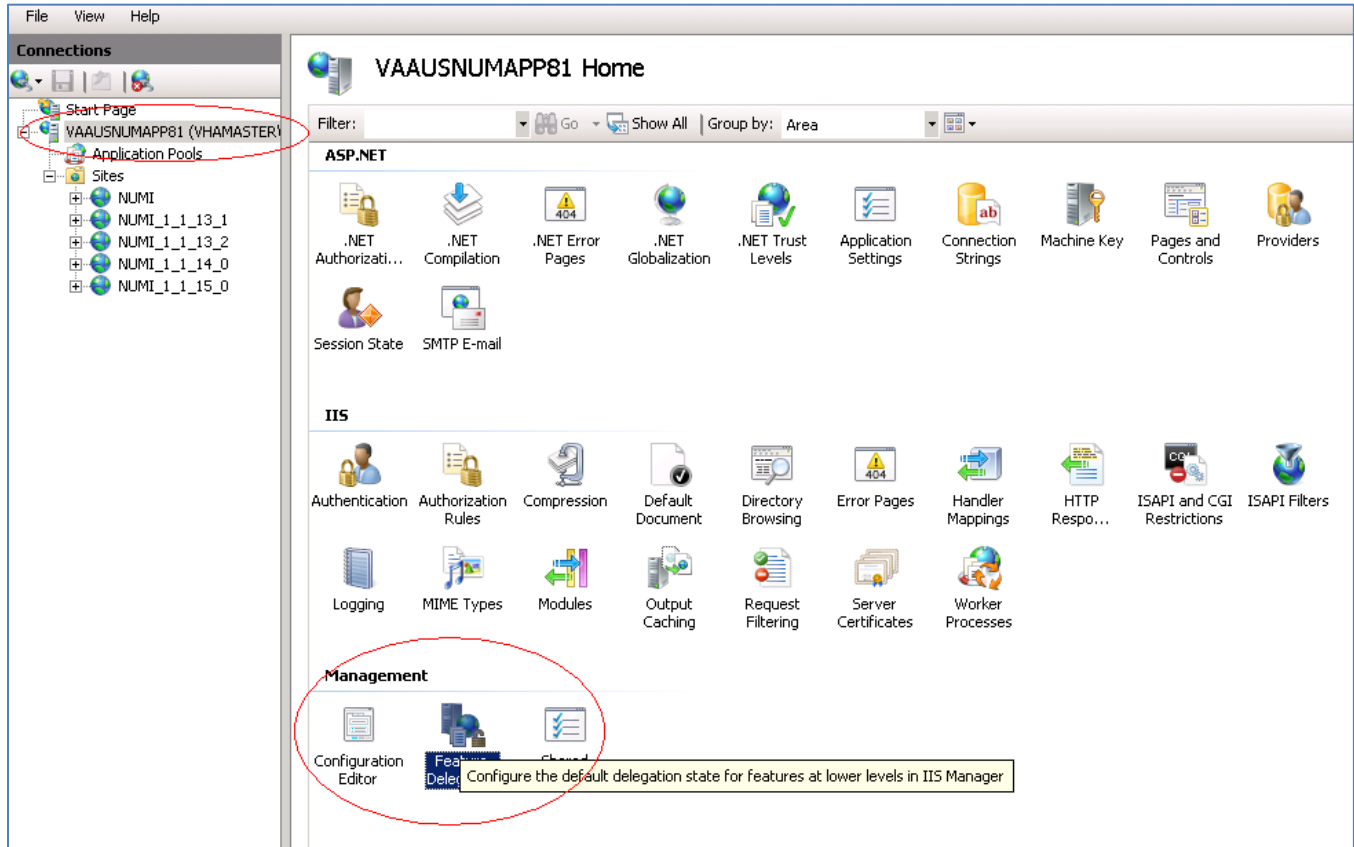 File View Help
Connections
Start Page
VAAUSNUMAPP81 (VHAMASTER\
Application Pools
Sites
NUMI
NUMI_1_1_13_1
NUMI_1_1_13_2
NUMI_1_1_14_0
NUMI_1_1_15_0
VAAUSNUMAPP81 Home
Filter: Go Show All Group by: Area
ASP.NET
.NET Authorizati...
.NET Compilation
.NET Error Pages
.NET Globalization
.NET Trust Levels
Application Settings
Connection Strings
Machine Key
Pages and Controls
Providers
Session State
SMTP E-mail
IIS
Authentication
Authorization Rules
Compression
Default Document
Directory Browsing
Error Pages
Handler Mappings
HTTP Respo...
ISAPI and CGI Restrictions
ISAPI Filters
Logging
MIME Types
Modules
Output Caching
Request Filtering
Server Certificates
Worker Processes
Management
Configuration Editor
Configure the default delegation state for features at lower levels in IIS Manager